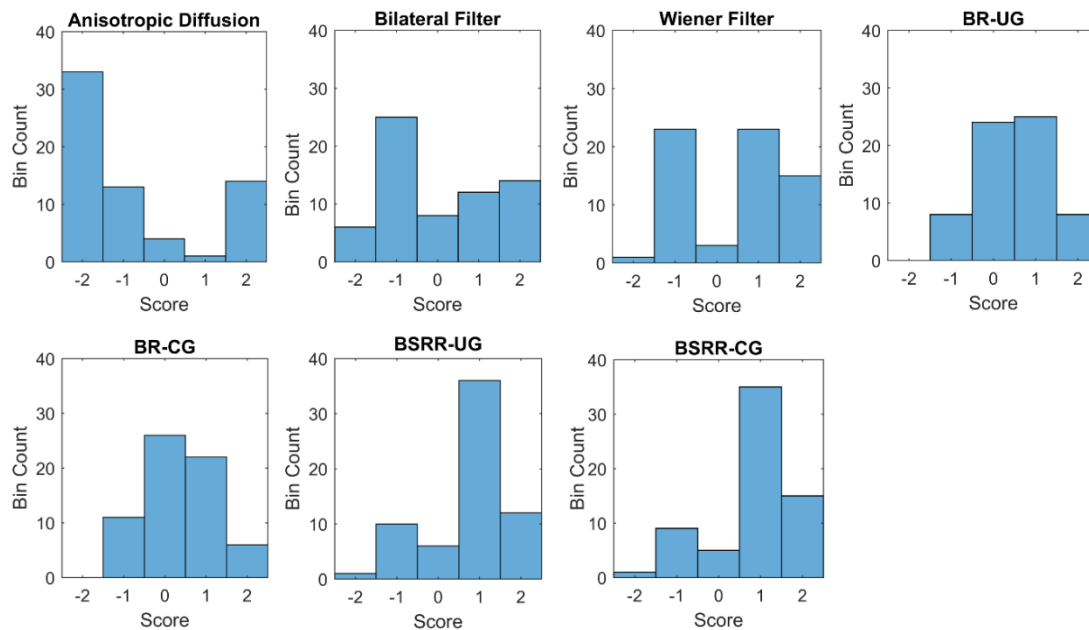 Anisotropic Diffusion
Bilateral Filter
Wiener Filter
BR-UG
40
30
20
10
0
Bin Count
-2 -1 0 1 2
Score
40
30
20
10
0
Bin Count
-2 -1 0 1 2
Score
40
30
20
10
0
Bin Count
-2 -1 0 1 2
Score
40
30
20
10
0
Bin Count
-2 -1 0 1 2
Score
BR-CG
BSRR-UG
BSRR-CG
40
30
20
10
0
Bin Count
-2 -1 0 1 2
Score
40
30
20
10
0
Bin Count
-2 -1 0 1 2
Score
40
30
20
10
0
Bin Count
-2 -1 0 1 2
Score